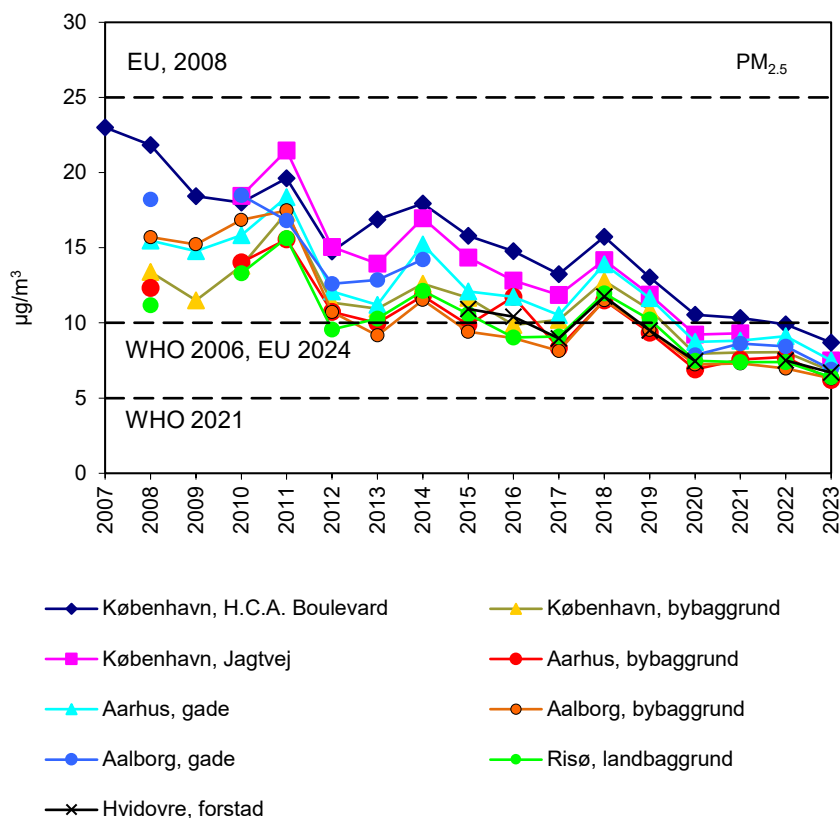 30
25
20
15
10
5
0
µg/m³
EU, 2008
PM2.5
WHO 2006, EU 2024
WHO 2021
2007
2008
2009
2010
2011
2012
2013
2014
2015
2016
2017
2018
2019
2020
2021
2022
2023
København, H.C.A. Boulevard
København, bybaggrund
København, Jagtvej
Aarhus, bybaggrund
Aarhus, gade
Aalborg, bybaggrund
Aalborg, gade
Risø, landbaggrund
Hvidovre, forstad